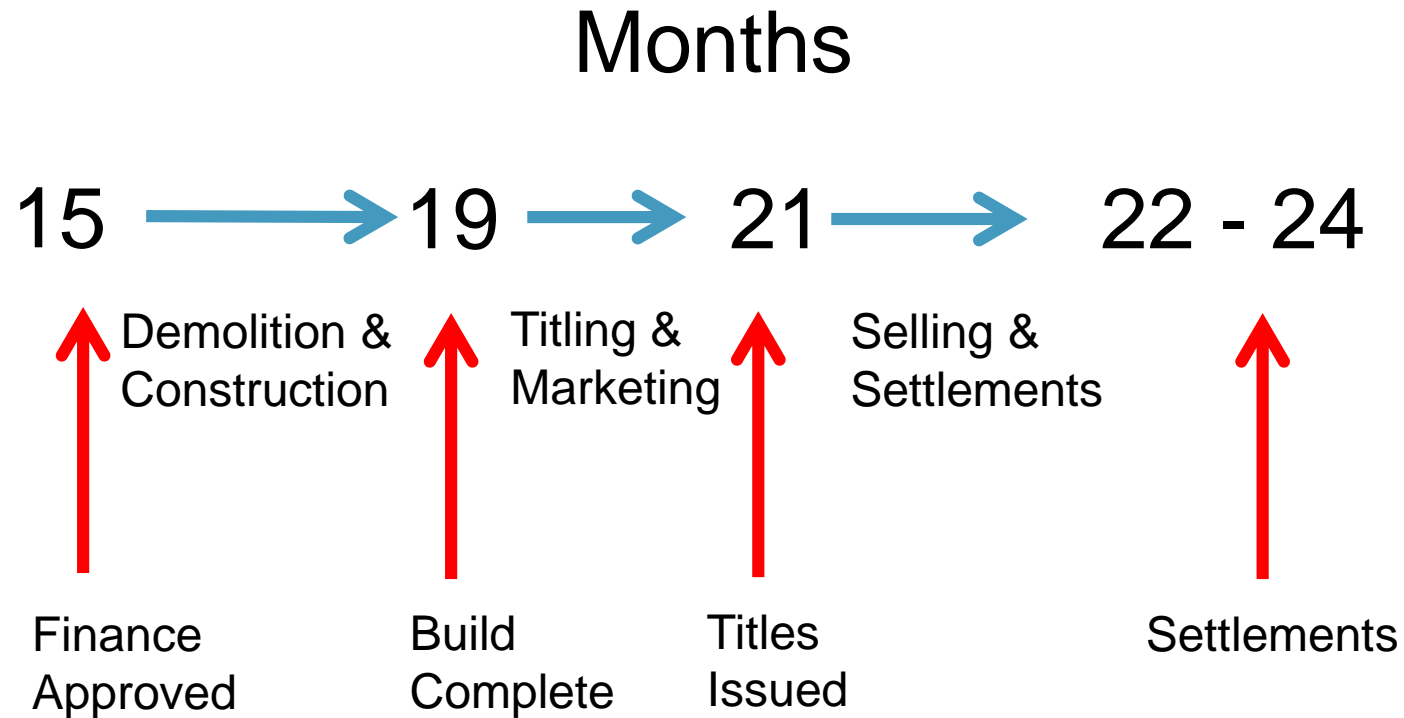 Months
15
19
21
22 - 24
Demolition &
Construction
Titling &
Marketing
Selling &
Settlements
Finance
Approved
Build
Complete
Titles
Issued
Settlements